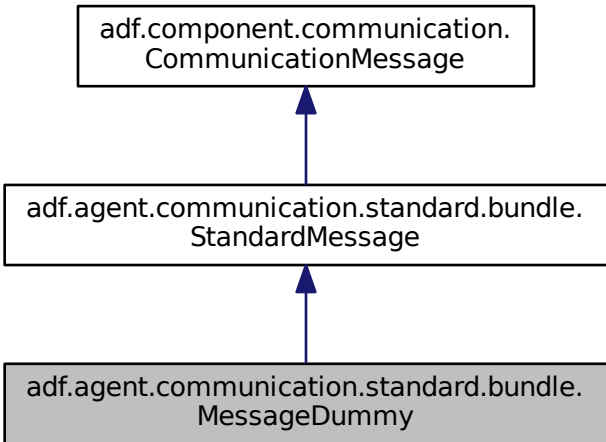 adf.component.communication.
CommunicationMessage
adf.agent.communication.standard.bundle.
StandardMessage
adf.agent.communication.standard.bundle.
MessageDummy